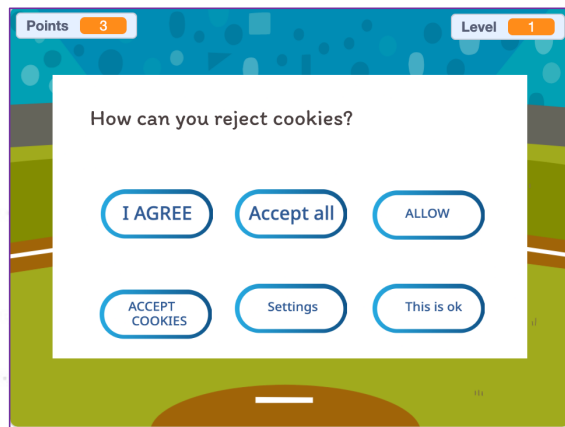 Points 3
Level 1
How can you reject cookies?
I AGREE
Accept all
ALLOW
ACCEPT
COOKIES
Settings
This is ok